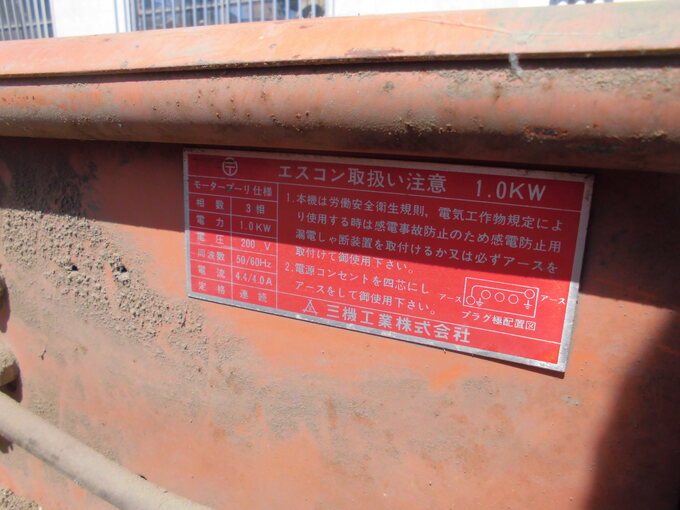 〒
エスコン取扱い注意 1.0KW
モータープーリ仕様
相数 3相
電力 1.0KW
電圧 200 V
周波数 50/60Hz
電流 4.4/4.0A
定格 連続
1.本機は労働安全衛生規則，電気工作物規定によ
り使用する時は感電事故防止のため感電防止用
漏電しゃ断装置を取付けるか又は必ずアースを
取付けて御使用下さい。
2.電源コンセントを四芯にし
アースをして御使用下さい。
アース アース
プラグ極配置図
三機工業株式会社